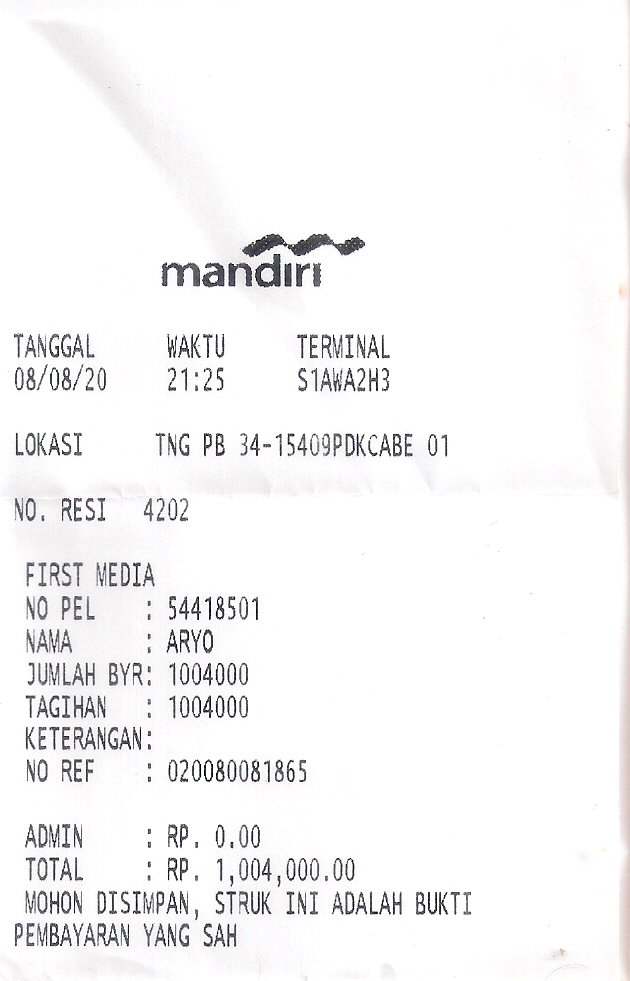 mandiri
TANGGAL WAKTU TERMINAL
08/08/20 21:25 S1AWA2H3
LOKASI TNG PB 34-15409PDKCABE 01
NO. RESI 4202
FIRST MEDIA
NO PEL : 54418501
NAMA : ARYO
JUMLAH BYR: 1004000
TAGIHAN : 1004000
KETERANGAN:
NO REF : 020080081865
ADMIN : RP. 0.00
TOTAL : RP. 1,004,000.00
MOHON DISIMPAN, STRUK INI ADALAH BUKTI
PEMBAYARAN YANG SAH